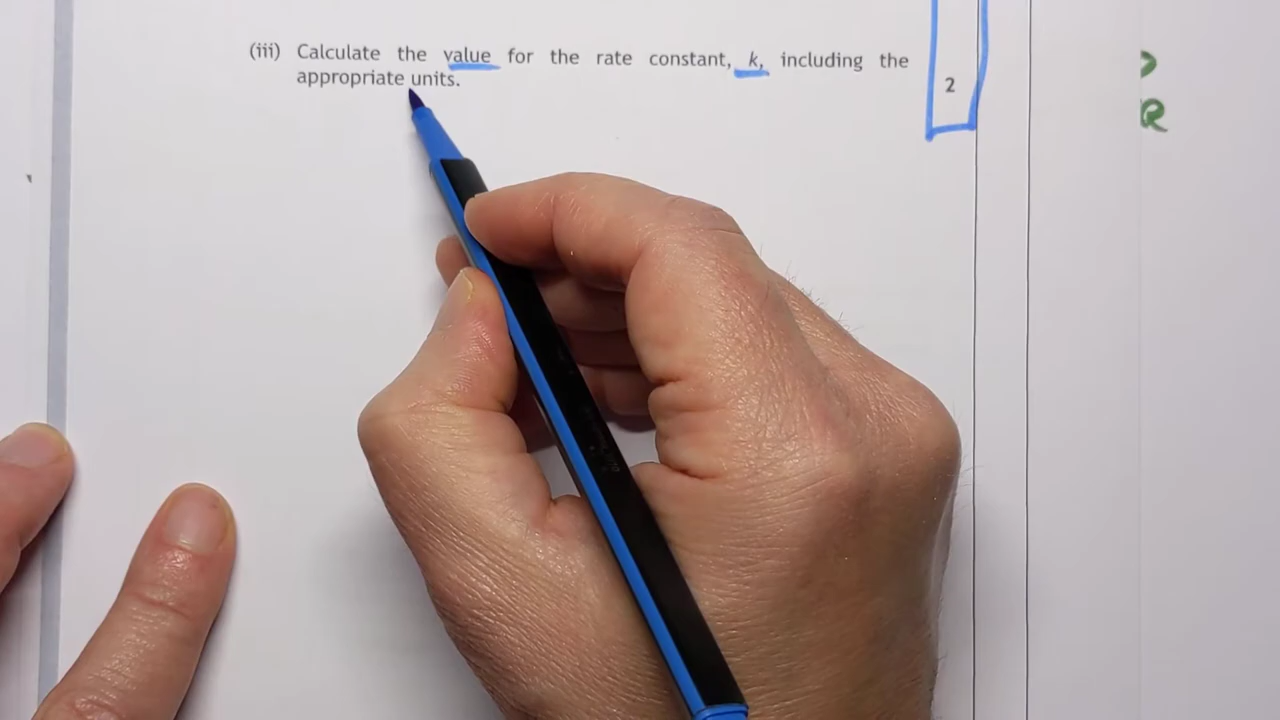 (iii) Calculate the value for the rate constant, k, including the
appropriate units.
2
R